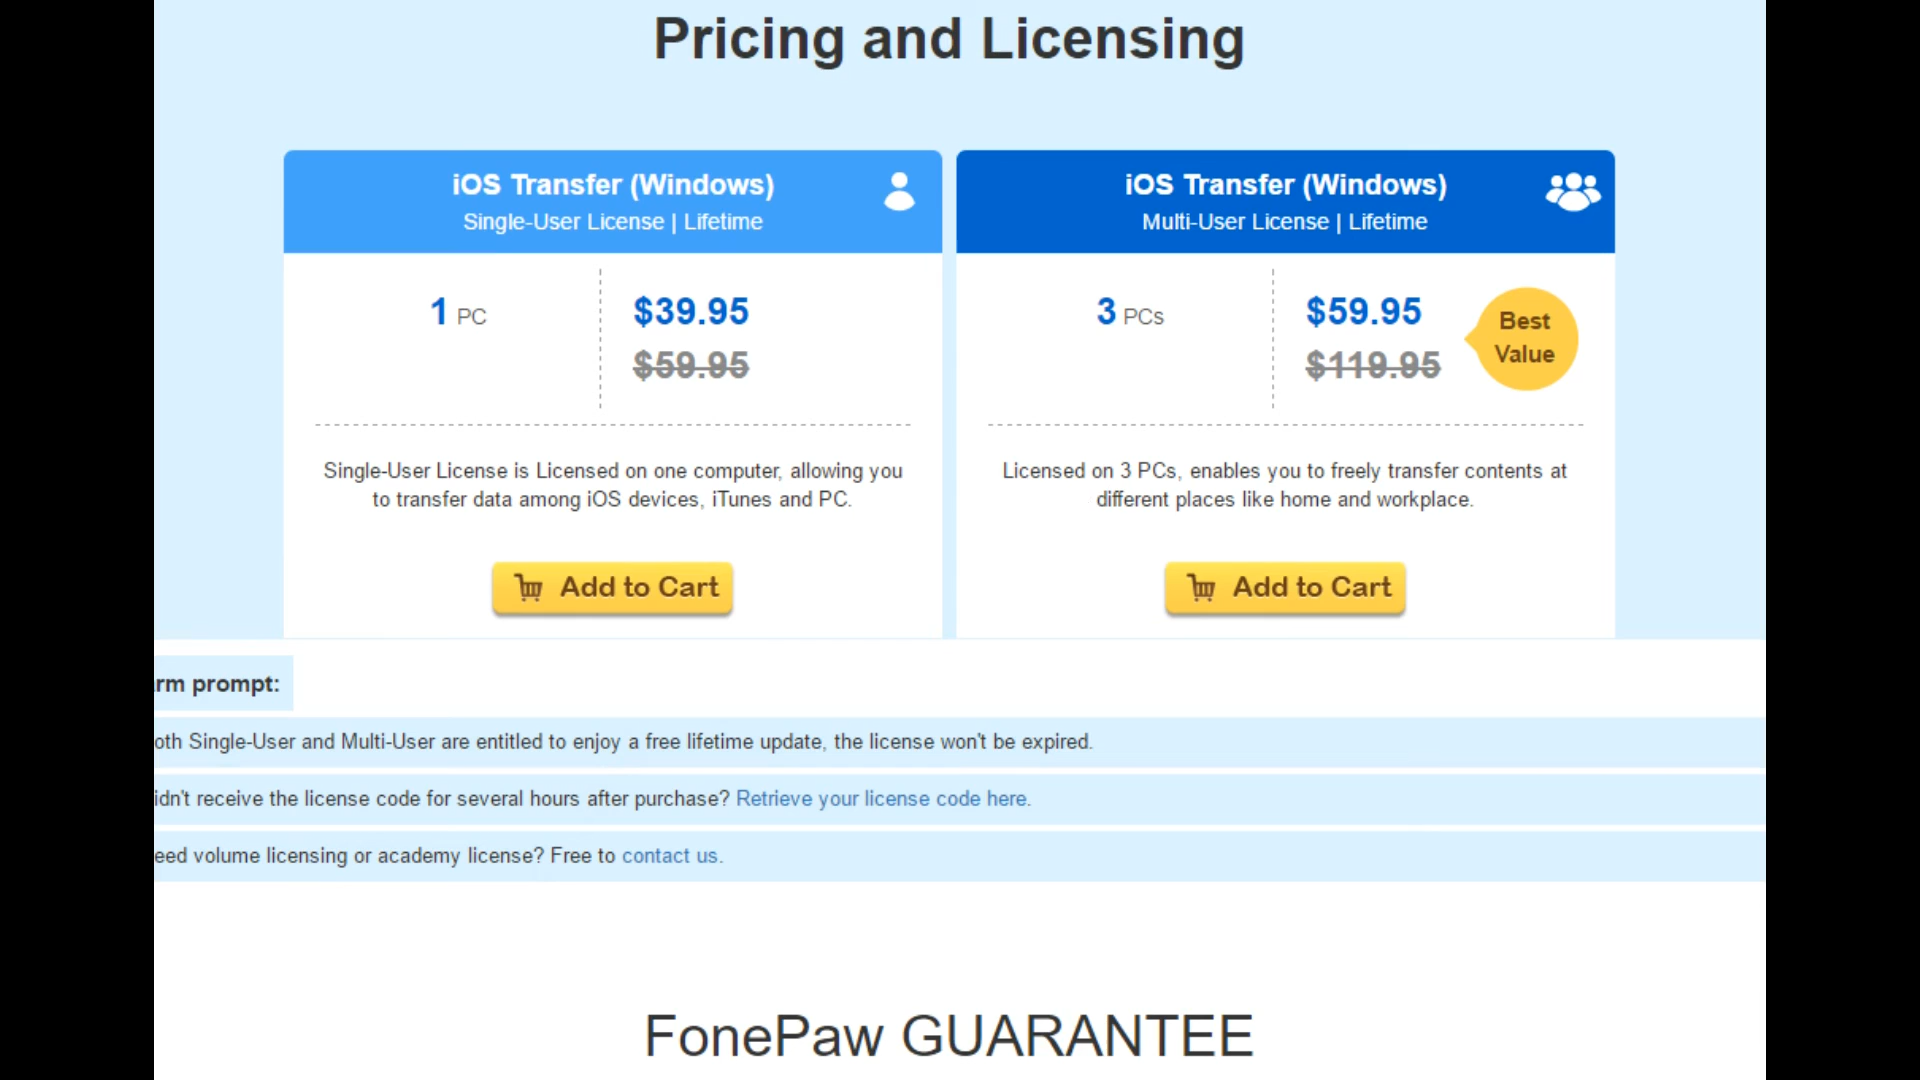 Pricing and Licensing
iOS Transfer (Windows)
Single-User License | Lifetime
1 PC
$39.95
$59.95
Single-User License is Licensed on one computer, allowing you
to transfer data among iOS devices, iTunes and PC.
Add to Cart
iOS Transfer (Windows)
Multi-User License | Lifetime
3 PCs
$59.95
$119.95
Best
Value
Licensed on 3 PCs, enables you to freely transfer contents at
different places like home and workplace.
Add to Cart
rm prompt:
oth Single-User and Multi-User are entitled to enjoy a free lifetime update, the license won't be expired.
idn't receive the license code for several hours after purchase? Retrieve your license code here.
eed volume licensing or academy license? Free to contact us.
FonePaw GUARANTEE